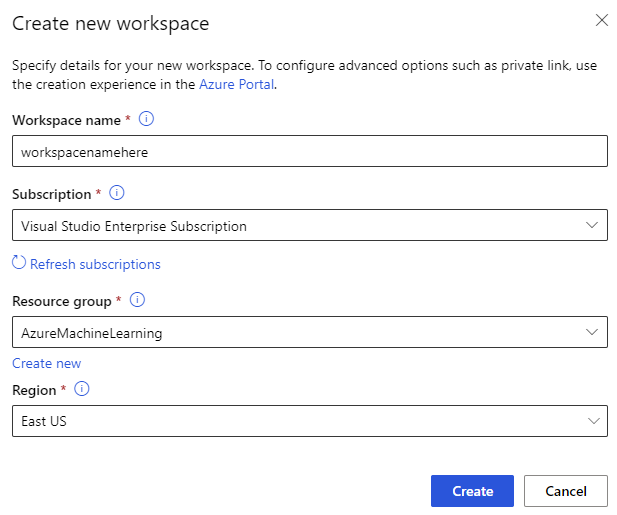 Create new workspace
Specify details for your new workspace. To configure advanced options such as private link, use
the creation experience in the Azure Portal.
Workspace name *
workspacenamehere
Subscription *
Visual Studio Enterprise Subscription
Refresh subscriptions
Resource group *
AzureMachineLearning
Create new
Region *
East US
Create Cancel